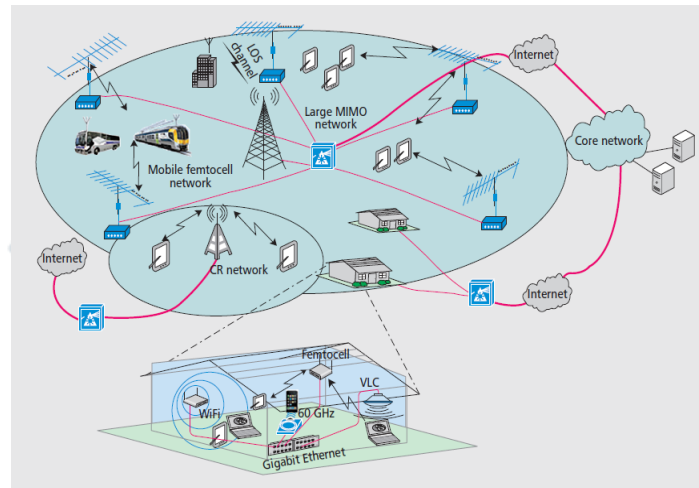 LOS
channel
Internet
Large MIMO
network
Core network
Mobile femtocell
network
Internet
CR network
Internet
Femtocell
VLC
WiFi
60 GHz
Gigabit Ethernet